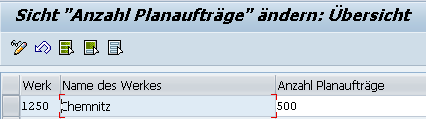 Sicht "Anzahl Planaufträge" ändern: Übersicht
Werk Name des Werkes Anzahl Planaufträge
1250 Chemnitz 500